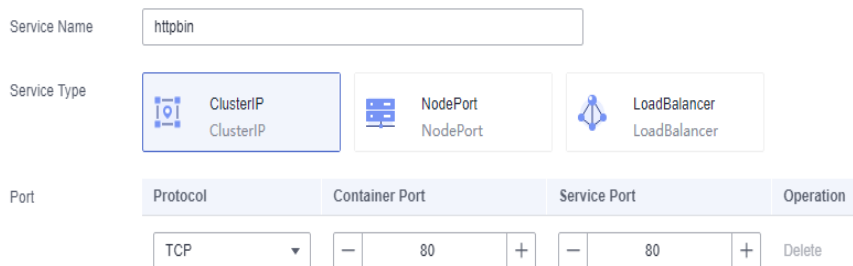 Service Name httpbin
Service Type ClusterIP NodePort LoadBalancer
ClusterIP NodePort LoadBalancer
Port Protocol Container Port Service Port Operation
TCP 80 80 Delete